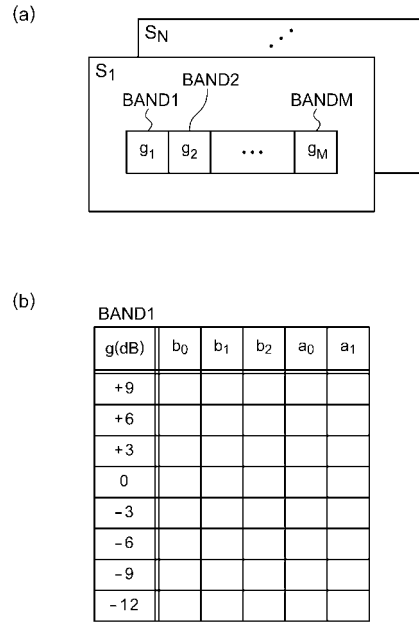 (a)
S_N
S_1
BAND1 BAND2 BANDM
g_1 g_2 ... g_M
(b)
BAND1
g(dB) b_0 b_1 b_2 a_0 a_1
+9
+6
+3
0
−3
−6
−9
−12